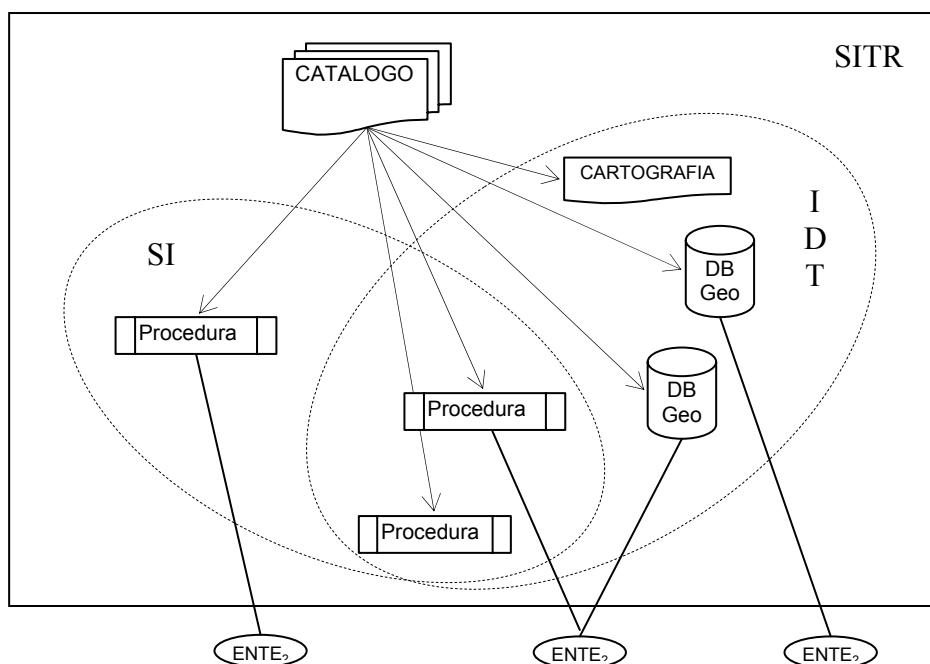 SITR
CATALOGO
CARTOGRAFIA
I
D
T
SI
DB
Geo
Procedura
DB
Geo
Procedura
Procedura
ENTE₂
ENTE₂
ENTE₂